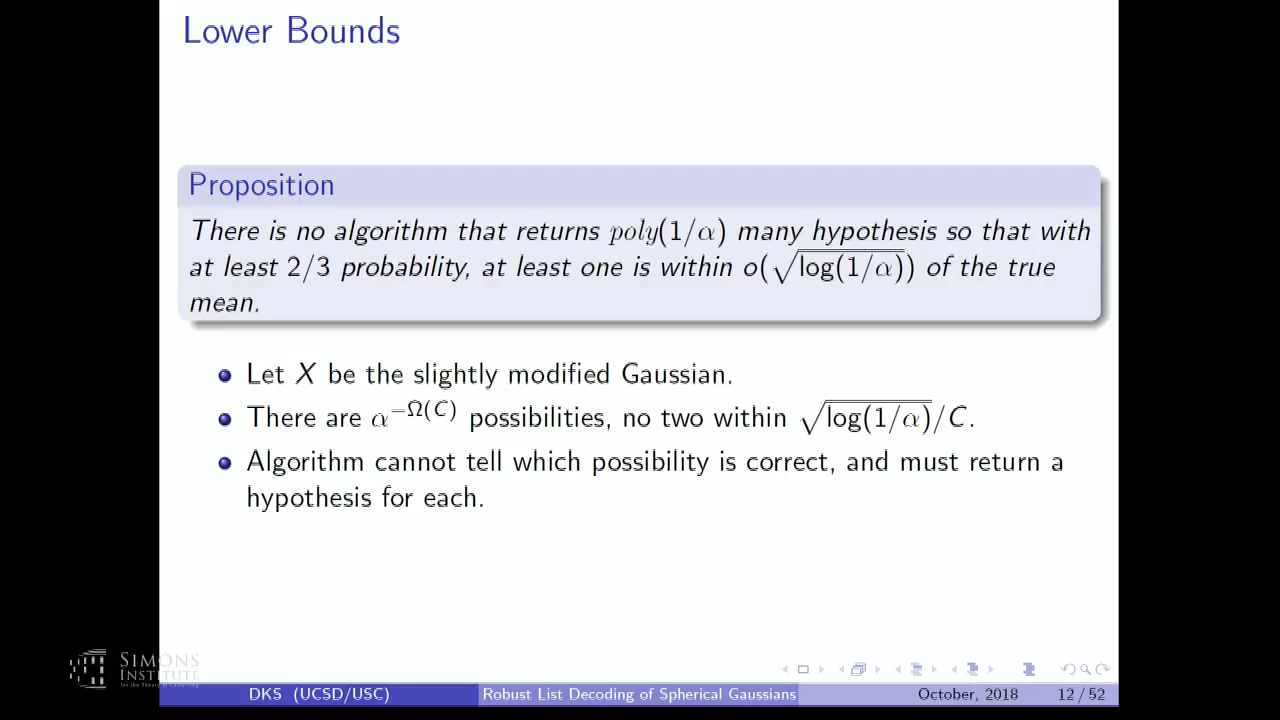 Lower Bounds
Proposition
There is no algorithm that returns poly(1/α) many hypothesis so that with
at least 2/3 probability, at least one is within o(√log(1/α)) of the true
mean.
Let X be the slightly modified Gaussian.
There are α^{-Ω(C)} possibilities, no two within √log(1/α)/C.
Algorithm cannot tell which possibility is correct, and must return a
hypothesis for each.
SIMONS
INSTITUTE
DKS (UCSD/USC) Robust List Decoding of Spherical Gaussians October, 2018 12 / 52